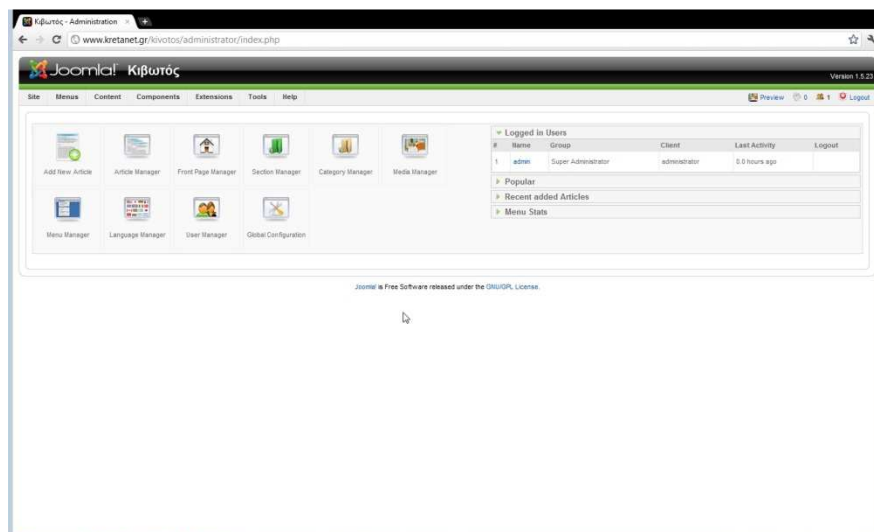 Κιβωτός - Administration
www.kretanet.gr/kivotos/administrator/index.php
Joomla! Κιβωτός
Version 1.5.23
Site Menus Content Components Extensions Tools Help Preview 0 1 Logout
Add New Article Article Manager Front Page Manager Section Manager Category Manager Media Manager
Menu Manager Language Manager User Manager Global Configuration
Logged in Users
# Name Group Client Last Activity Logout
1 admin Super Administrator administrator 0.0 hours ago
Popular
Recent added Articles
Menu Stats
Joomla! is Free Software released under the GNU/GPL License.